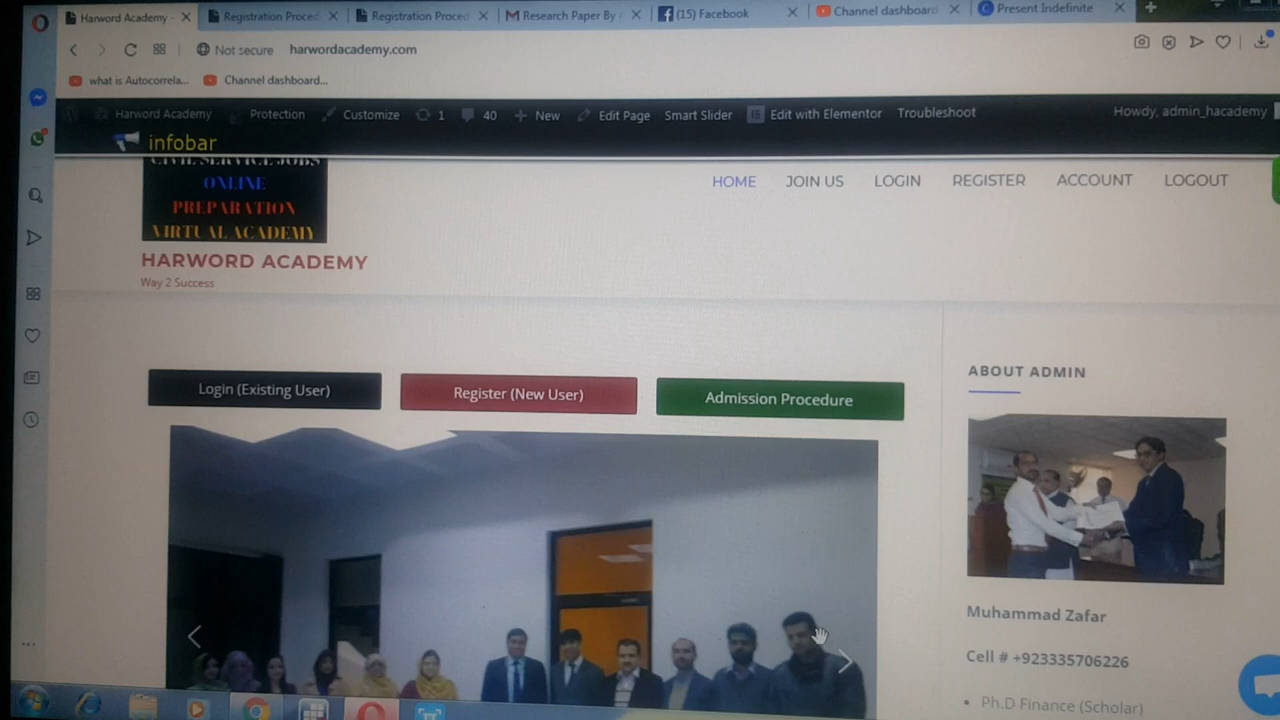 Harword Academy -
Registration Proced
Registration Proced
Research Paper By
(15) Facebook
Channel dashboard
Present Indefinite
Not secure
harwordacademy.com
what is Autocorrela...
Channel dashboard...
Harword Academy
Protection
Customize
1
40
New
Edit Page
Smart Slider
Edit with Elementor
Troubleshoot
Howdy, admin_hacademy
infobar
CIVIL SERVICE JOBS
ONLINE
PREPARATION
VIRTUAL ACADEMY
HOME
JOIN US
LOGIN
REGISTER
ACCOUNT
LOGOUT
HARWORD ACADEMY
Way 2 Success
Login (Existing User)
Register (New User)
Admission Procedure
ABOUT ADMIN
Muhammad Zafar
Cell # +923335706226
Ph.D Finance (Scholar)